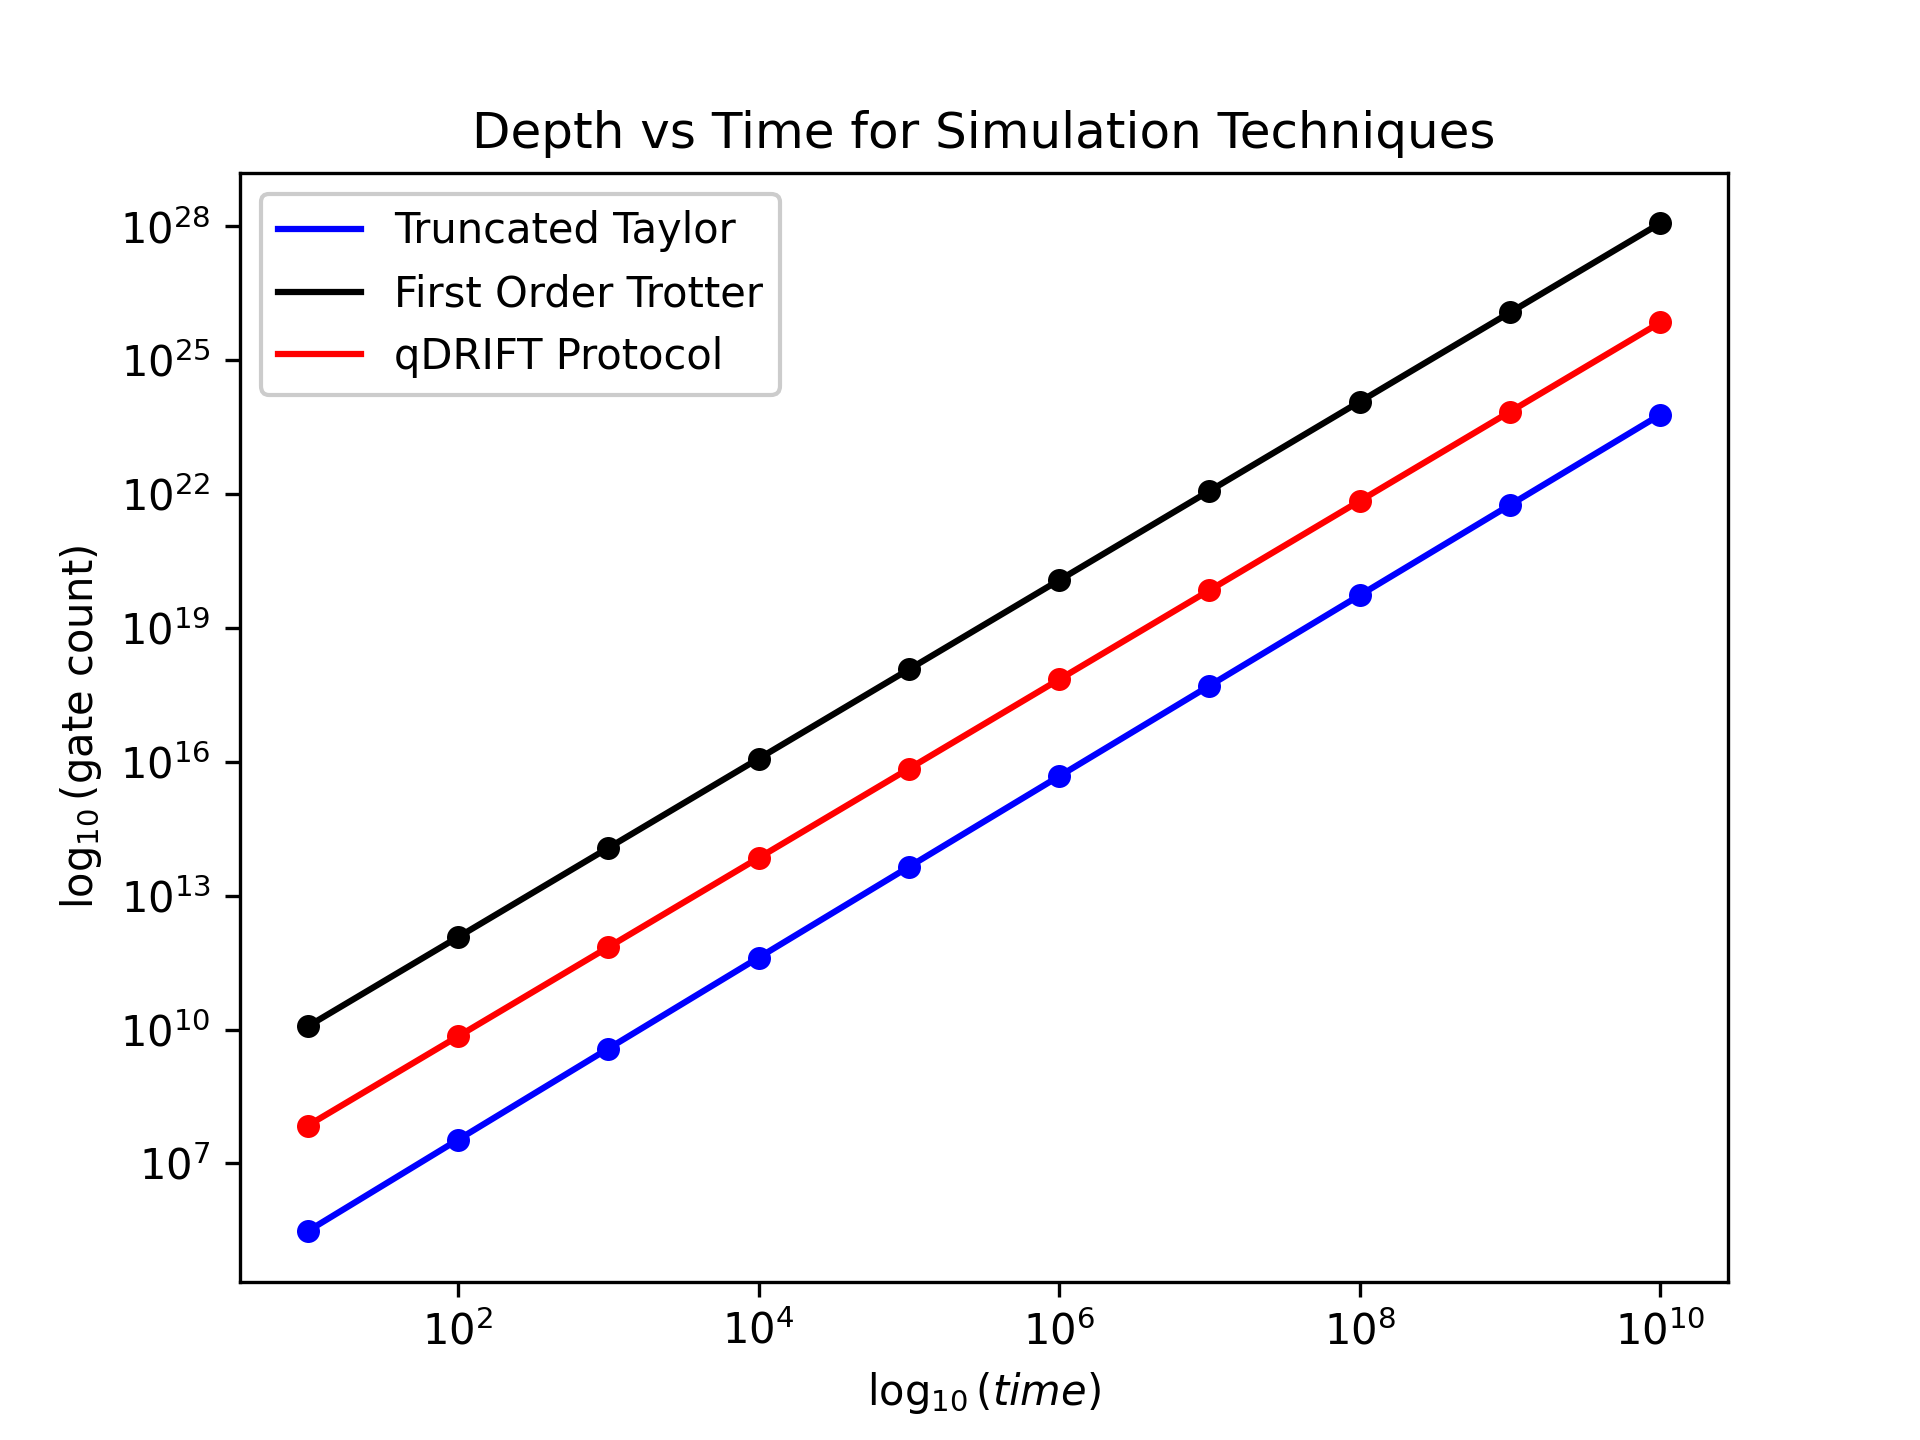 Depth vs Time for Simulation Techniques
Truncated Taylor
First Order Trotter
qDRIFT Protocol
10^28
10^25
10^22
10^19
10^16
10^13
10^10
10^7
log_10(gate count)
10^2 10^4 10^6 10^8 10^10
log_10(time)